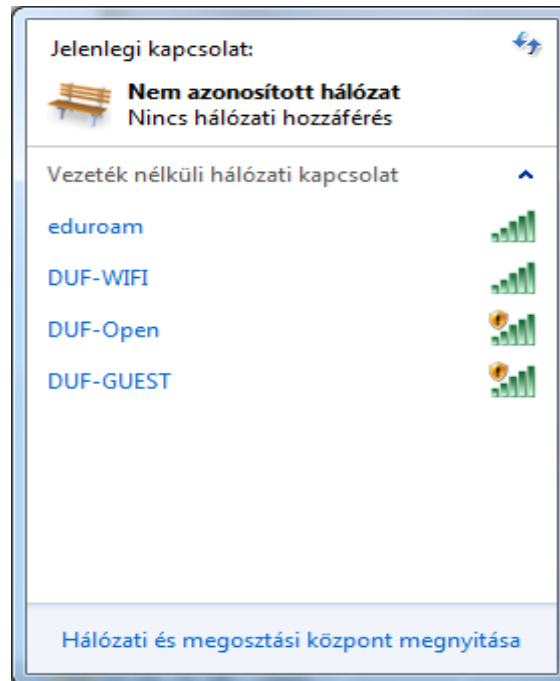 Jelenlegi kapcsolat:
Nem azonosított hálózat
Nincs hálózati hozzáférés
Vezeték nélküli hálózati kapcsolat
eduroam
DUF-WIFI
DUF-Open
DUF-GUEST
Hálózati és megosztási központ megnyitása